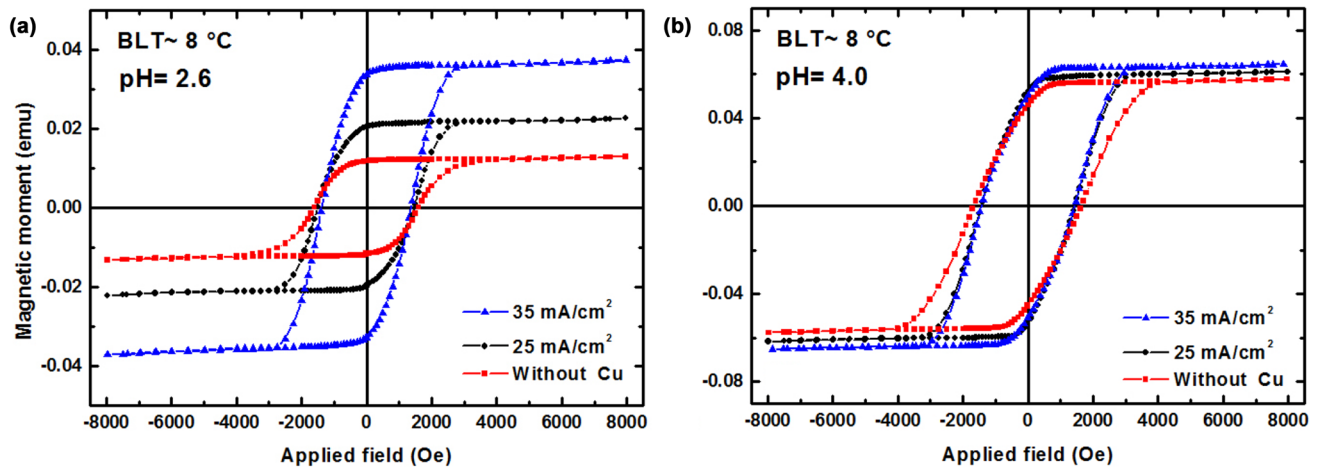 (a)
BLT~ 8 °C
pH= 2.6
Magnetic moment (emu)
0.04
0.02
0.00
-0.02
-0.04
35 mA/cm²
25 mA/cm²
Without Cu
-8000 -6000 -4000 -2000 0 2000 4000 6000 8000
Applied field (Oe)
(b)
BLT~ 8 °C
pH= 4.0
0.08
0.04
0.00
-0.04
-0.08
35 mA/cm²
25 mA/cm²
Without Cu
-8000 -6000 -4000 -2000 0 2000 4000 6000 8000
Applied field (Oe)